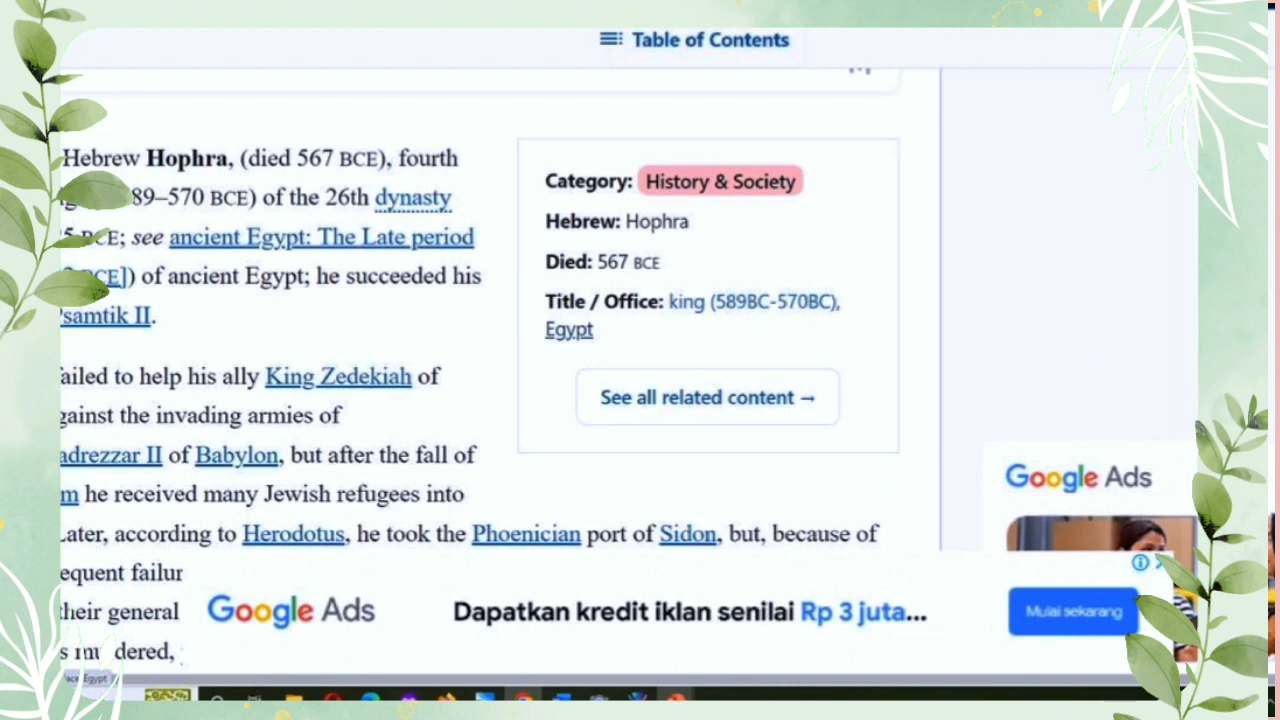 Table of Contents
Hebrew Hophra, (died 567 BCE), fourth
89–570 BCE) of the 26th dynasty
BCE; see ancient Egypt: The Late period
BCE]) of ancient Egypt; he succeeded his
samtik II.
ailed to help his ally King Zedekiah of
gainst the invading armies of
adrezzar II of Babylon, but after the fall of
m he received many Jewish refugees into
Later, according to Herodotus, he took the Phoenician port of Sidon, but, because of
equent failur
their general
Category: History & Society
Hebrew: Hophra
Died: 567 BCE
Title / Office: king (589BC-570BC),
Egypt
See all related content →
Google Ads
Google Ads
Dapatkan kredit iklan senilai Rp 3 juta...
Mulai sekarang